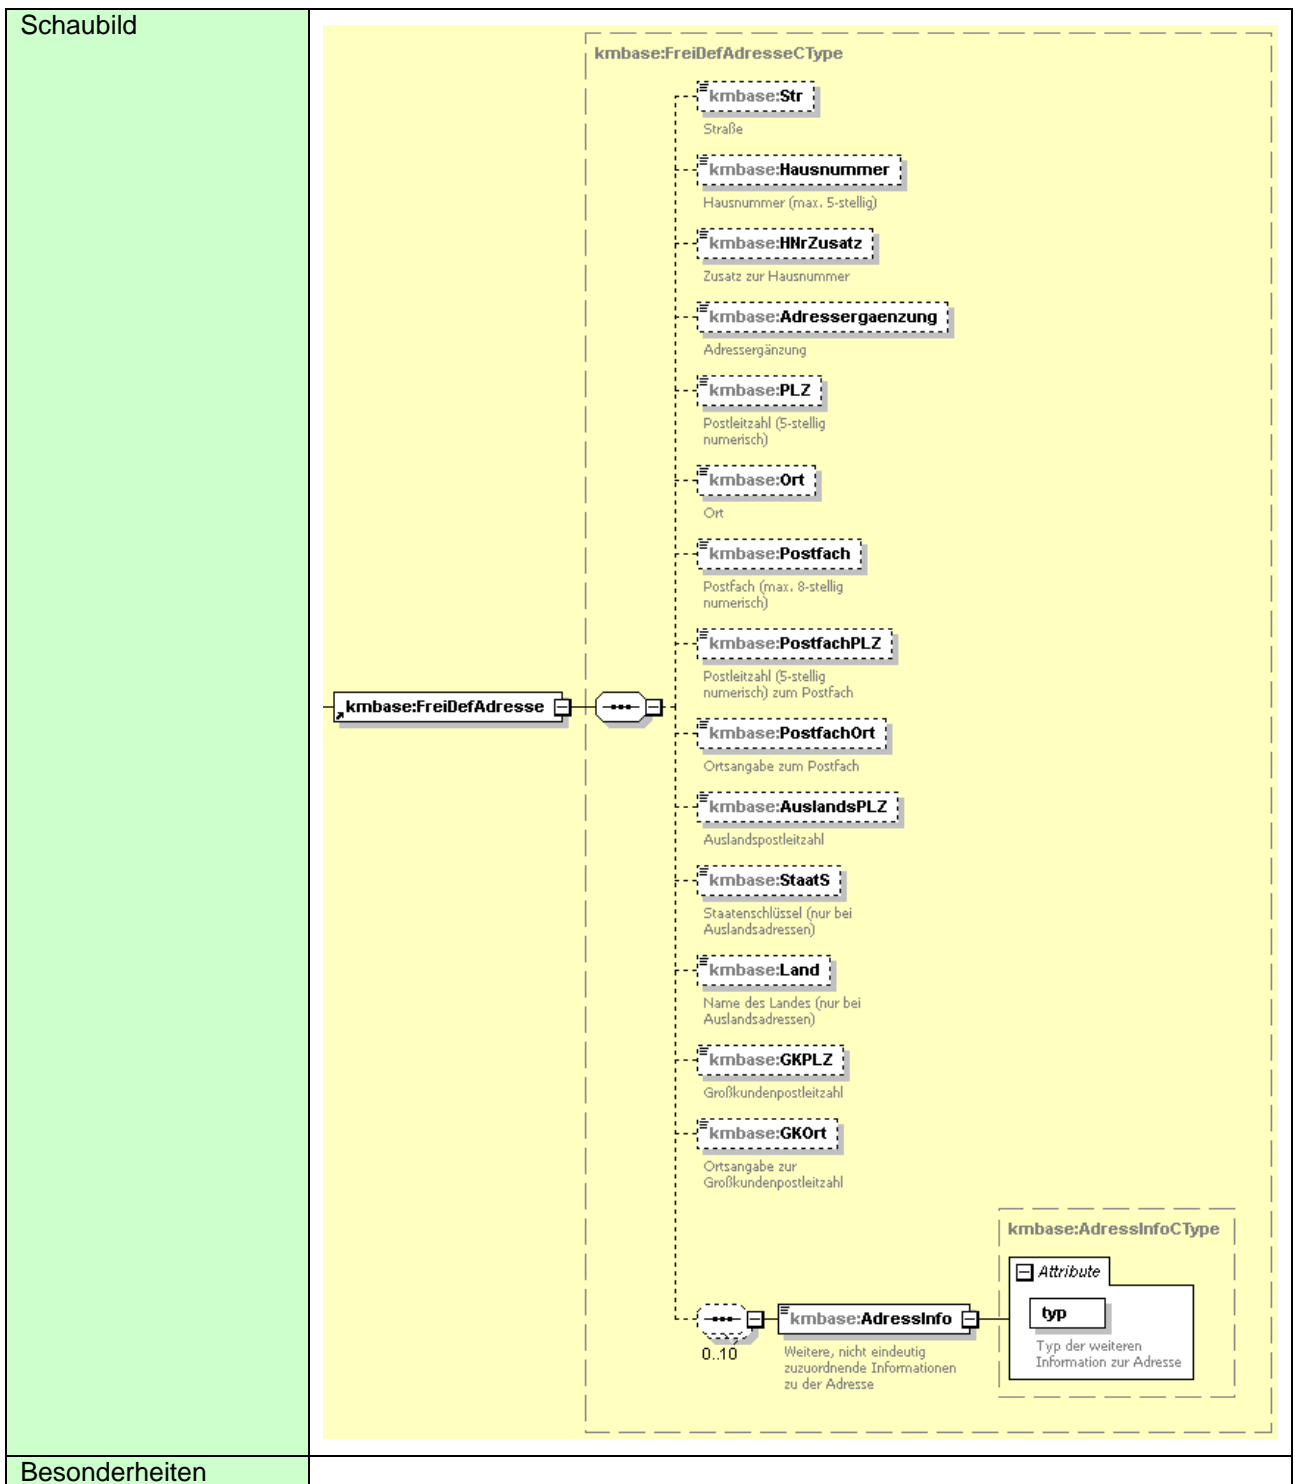 Schaubild
kmbase:FreiDefAdresseCType
kmbase:Str
Straße
kmbase:Hausnummer
Hausnummer (max. 5-stellig)
kmbase:HNrZusatz
Zusatz zur Hausnummer
kmbase:Adressergaenzung
Adressergänzung
kmbase:PLZ
Postleitzahl (5-stellig
numerisch)
kmbase:Ort
Ort
kmbase:Postfach
Postfach (max. 8-stellig
numerisch)
kmbase:PostfachPLZ
Postleitzahl (5-stellig
numerisch) zum Postfach
kmbase:FreiDefAdresse
kmbase:PostfachOrt
Ortsangabe zum Postfach
kmbase:AuslandsPLZ
Auslandspostleitzahl
kmbase:StaatS
Staatenschlüssel (nur bei
Auslandsadressen)
kmbase:Land
Name des Landes (nur bei
Auslandsadressen)
kmbase:GKPLZ
Großkundenpostleitzahl
kmbase:GKOrt
Ortsangabe zur
Großkundenpostleitzahl
kmbase:AdressInfoCType
Attribute
kmbase:AdressInfo
typ
0..10
Weitere, nicht eindeutig
zuzuordnende Informationen
zu der Adresse
Typ der weiteren
Information zur Adresse
Besonderheiten